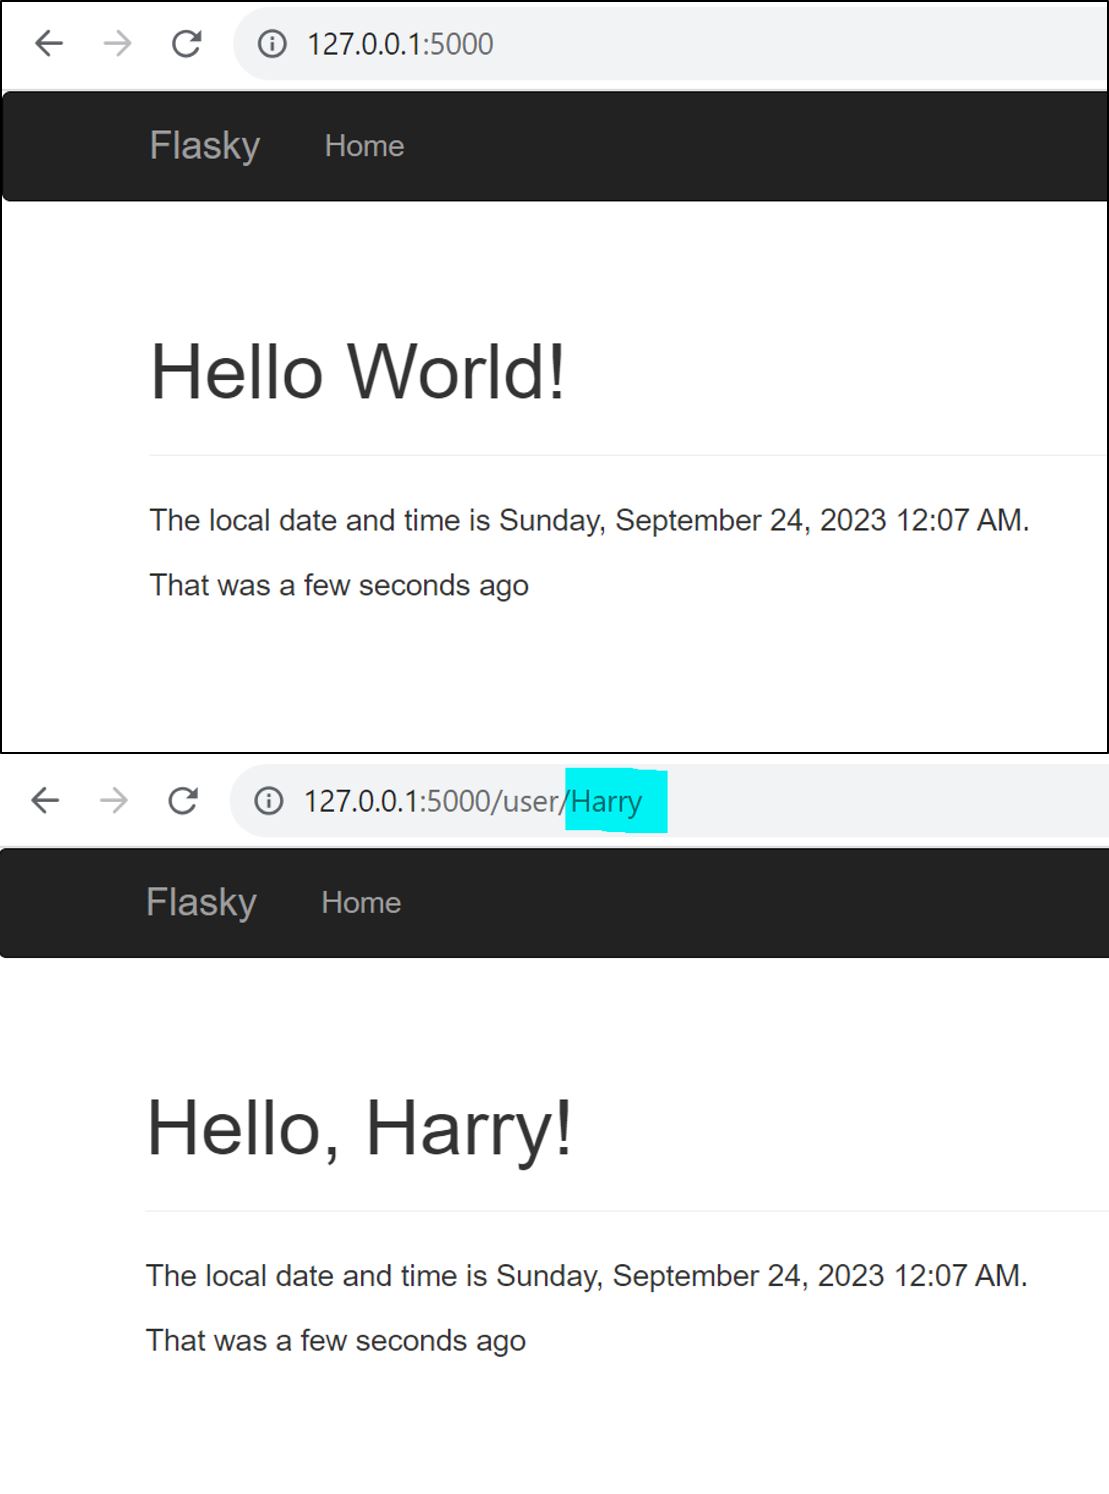 127.0.0.1:5000
Flasky Home
Hello World!
The local date and time is Sunday, September 24, 2023 12:07 AM.
That was a few seconds ago
127.0.0.1:5000/user/Harry
Flasky Home
Hello, Harry!
The local date and time is Sunday, September 24, 2023 12:07 AM.
That was a few seconds ago